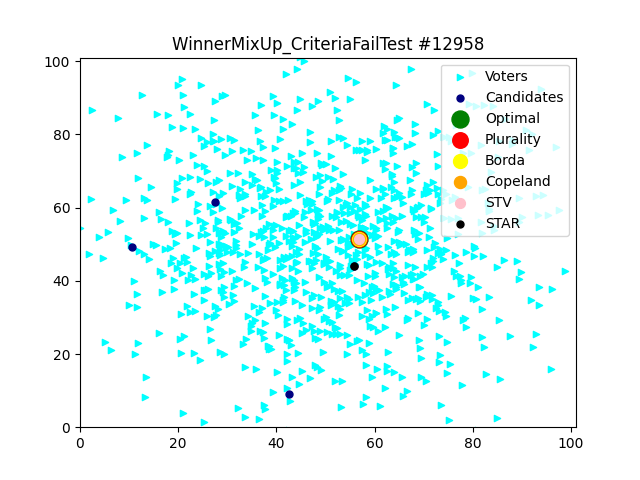 WinnerMixUp_CriteriaFailTest #12958
100
80
60
40
20
0
0 20 40 60 80 100
Voters
Candidates
Optimal
Plurality
Borda
Copeland
STV
STAR